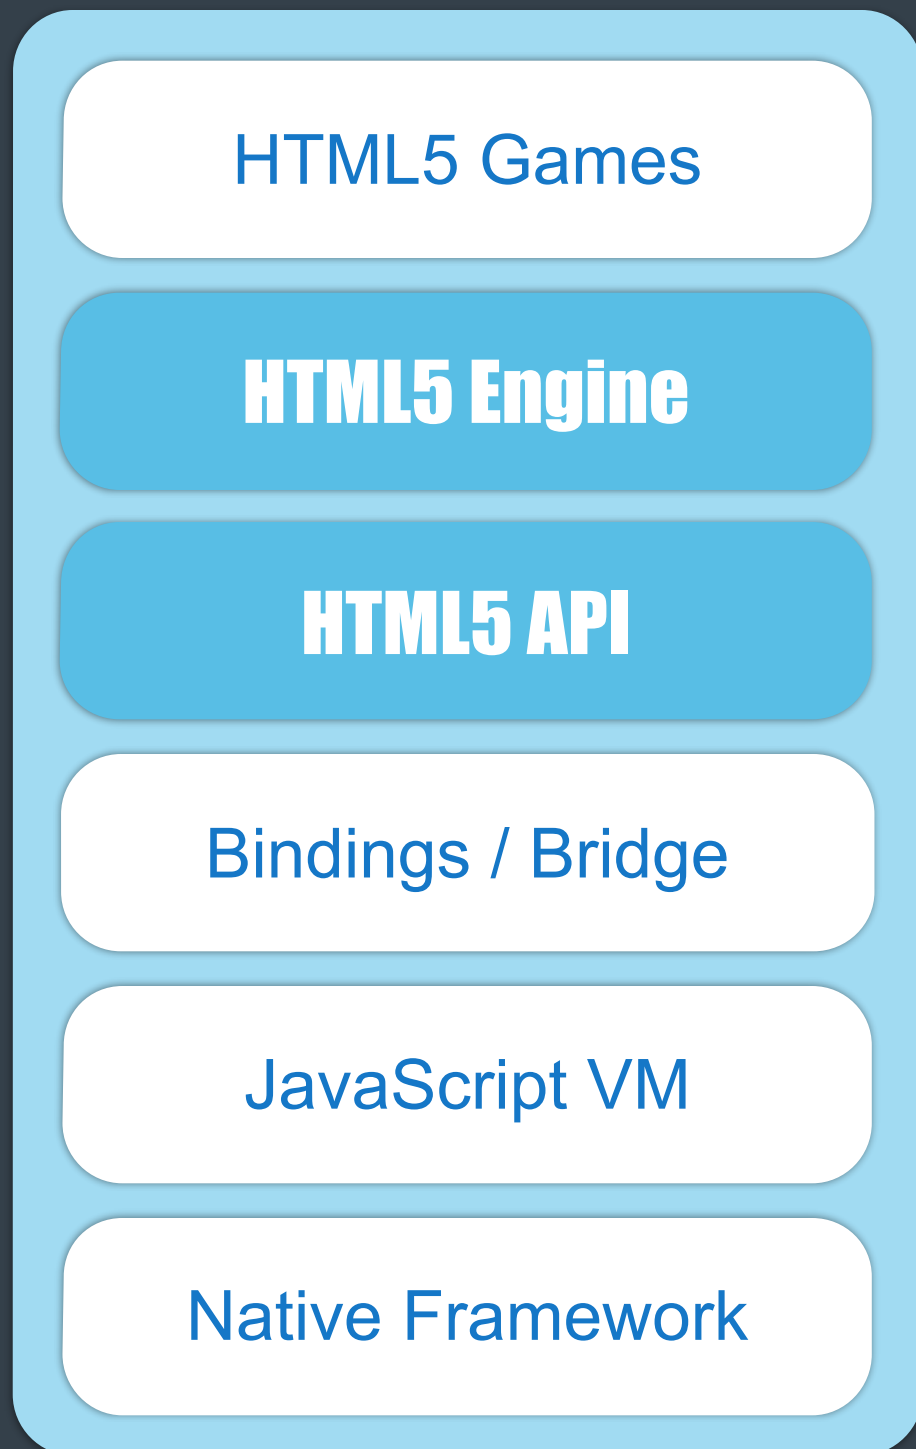 HTML5 Games
HTML5 Engine
HTML5 API
Bindings / Bridge
JavaScript VM
Native Framework